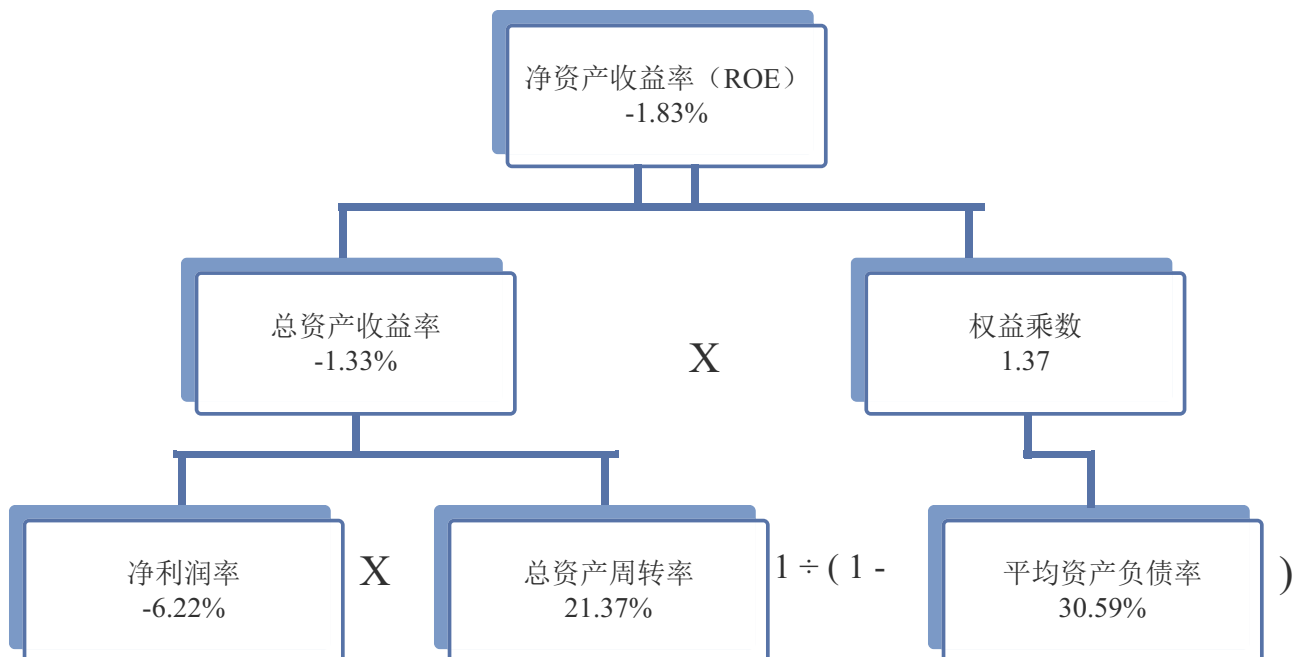 净资产收益率（ROE）
-1.83%
总资产收益率
-1.33%
X
权益乘数
1.37
净利润率
-6.22%
X
总资产周转率
21.37%
1 ÷ ( 1 -
平均资产负债率
30.59%
)